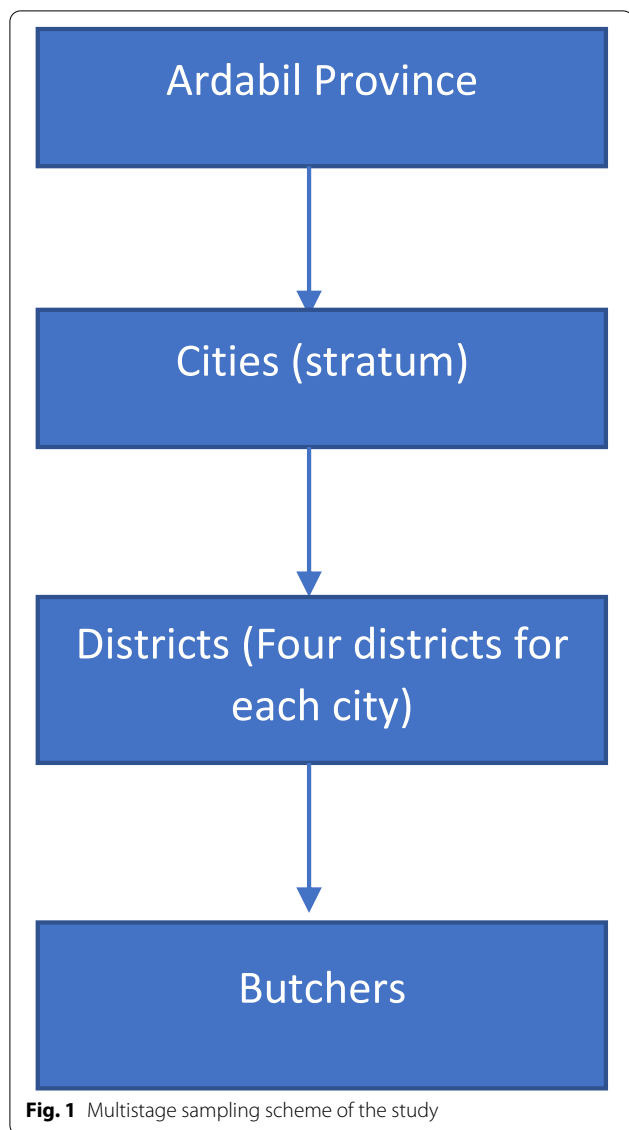 Ardabil Province
Cities (stratum)
Districts (Four districts for
each city)
Butchers
Fig. 1 Multistage sampling scheme of the study